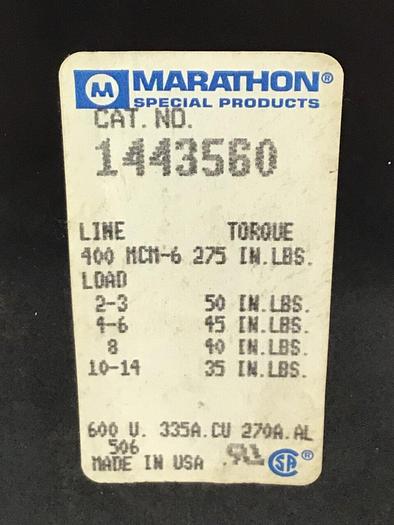 M MARATHON®
SPECIAL PRODUCTS
CAT. NO.
1443560
LINE TORQUE
400 MCM-6 275 IN.LBS.
LOAD
2-3 50 IN.LBS.
4-6 45 IN.LBS.
8 40 IN.LBS.
10-14 35 IN.LBS.
600 V. 335A.CU 270A.AL
506
MADE IN USA UL SA ®